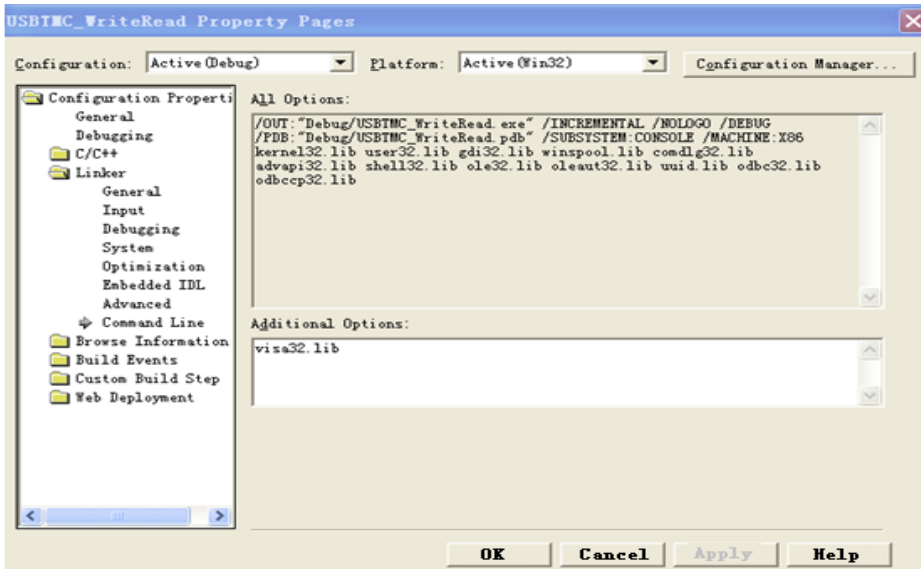 USBTMC_WriteRead Property Pages
Configuration: Active(Debug) Platform: Active(Win32) Configuration Manager...
Configuration Properti
General
Debugging
C/C++
Linker
General
Input
Debugging
System
Optimization
Embedded IDL
Advanced
Command Line
Browse Information
Build Events
Custom Build Step
Web Deployment
All Options:
/OUT:"Debug/USBTMC_WriteRead.exe" /INCREMENTAL /NOLOGO /DEBUG
/PDB:"Debug/USBTMC_WriteRead.pdb" /SUBSYSTEM:CONSOLE /MACHINE:X86
kernel32.lib user32.lib gdi32.lib winspool.lib comdlg32.lib
advapi32.lib shell32.lib ole32.lib oleaut32.lib uuid.lib odbc32.lib
odbccp32.lib
Additional Options:
visa32.lib
OK Cancel Apply Help